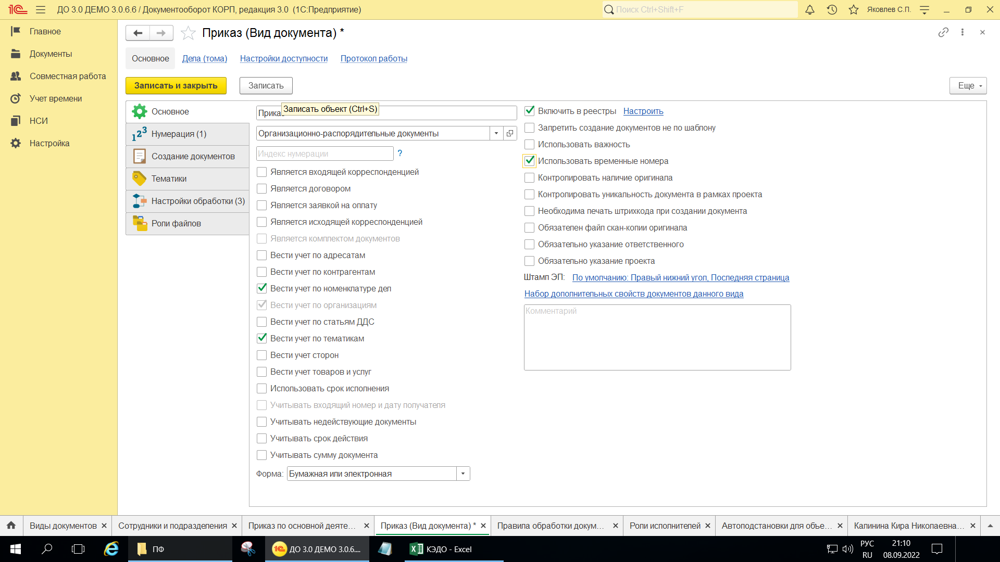 ДО 3.0 ДЕМО 3.0.6.6 / Документооборот КОРП, редакция 3.0 (1С:Предприятие)
Поиск Ctrl+Shift+F
Яковлев С.П.
Главное
Документы
Совместная работа
Учет времени
НСИ
Настройка
Приказ (Вид документа) *
Основное
Дела (тома)
Настройки доступности
Протокол работы
Записать и закрыть
Записать
Еще
Основное
Нумерация (1)
Создание документов
Тематики
Настройки обработки (3)
Роли файлов
Записать объект (Ctrl+S)
Организационно-распорядительные документы
Индекс нумерации
?
Является входящей корреспонденцией
Является договором
Является заявкой на оплату
Является исходящей корреспонденцией
Является комплектом документов
Вести учет по адресатам
Вести учет по контрагентам
Вести учет по номенклатуре дел
Вести учет по организациям
Вести учет по статьям ДДС
Вести учет по тематикам
Вести учет сторон
Вести учет товаров и услуг
Использовать срок исполнения
Учитывать входящий номер и дату получателя
Учитывать недействующие документы
Учитывать срок действия
Учитывать сумму документа
Форма: Бумажная или электронная
Включить в реестры Настроить
Запретить создание документов не по шаблону
Использовать важность
Использовать временные номера
Контролировать наличие оригинала
Контролировать уникальность документа в рамках проекта
Необходима печать штрихкода при создании документа
Обязателен файл скан-копии оригинала
Обязательно указание ответственного
Обязательно указание проекта
Штамп ЭП: По умолчанию: Правый нижний угол, Последняя страница
Набор дополнительных свойств документов данного вида
Комментарий
Виды документов
Сотрудники и подразделения
Приказ по основной деяте...
Приказ (Вид документа) *
Правила обработки докум...
Роли исполнителей
Автоподстановки для объе...
Калинина Кира Николаевна...
ПФ
ДО 3.0 ДЕМО 3.0.6....
КЭДО - Excel
РУС
RU
21:10
08.09.2022